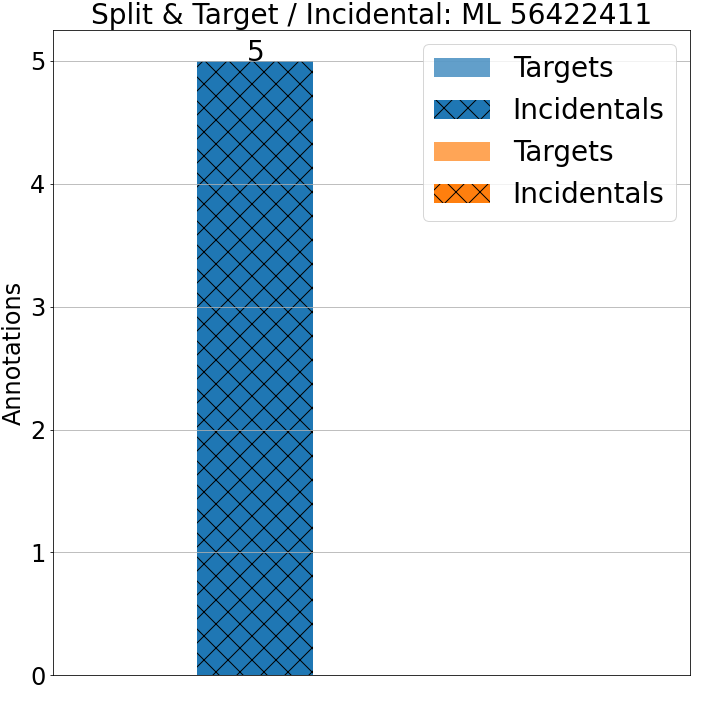 Split & Target / Incidental: ML 56422411
5
Targets
Incidentals
Targets
Incidentals
Annotations
5
4
3
2
1
0